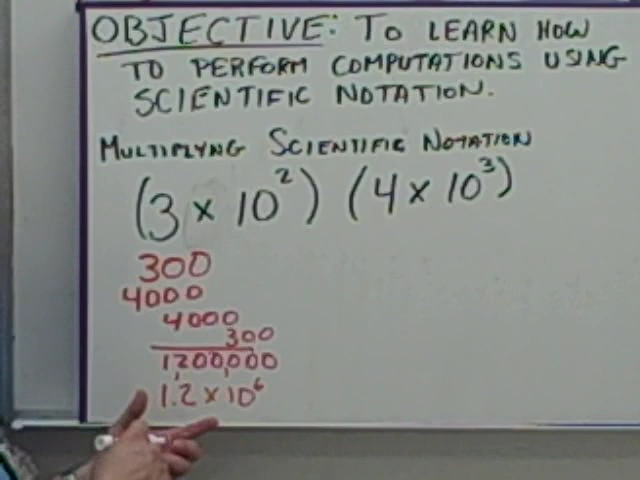 OBJECTIVE: TO LEARN HOW
TO PERFORM COMPUTATIONS USING
SCIENTIFIC NOTATION.
MULTIPLYNG SCIENTIFIC NOTATION
(3 × 10²) (4 × 10³)
300
4000
4000
300
1,200,000
1.2 × 10⁶